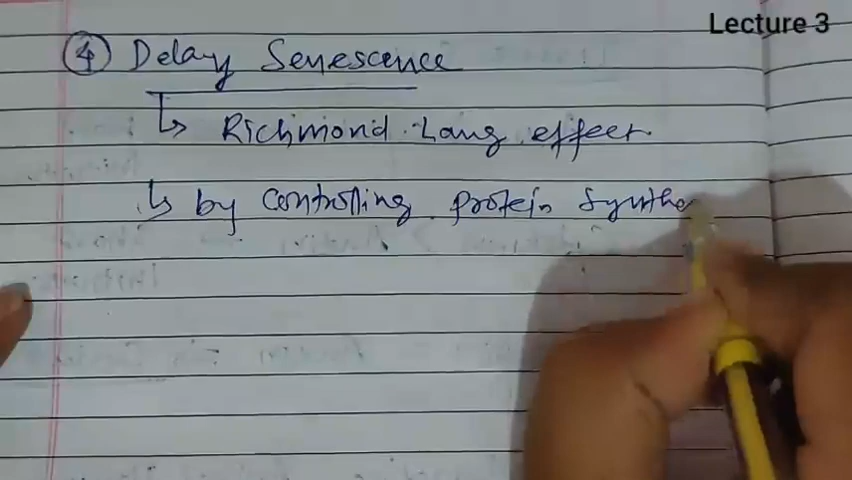 Lecture 3
④ Delay Senescence
↳ Richmond Lang effect
↳ by controlling protein Synthe